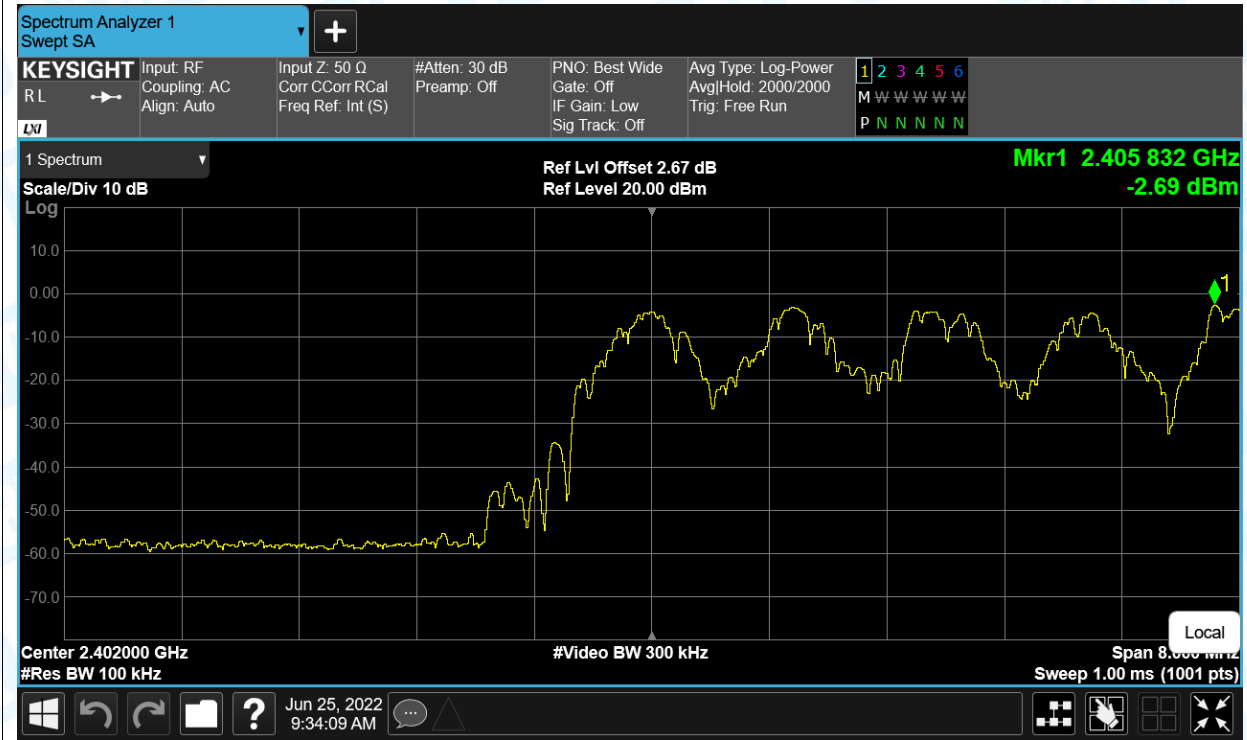 Spectrum Analyzer 1
Swept SA
+
KEYSIGHT
R L
LXI
Input: RF
Coupling: AC
Align: Auto
Input Z: 50 Ω
Corr CCorr RCal
Freq Ref: Int (S)
#Atten: 30 dB
Preamp: Off
PNO: Best Wide
Gate: Off
IF Gain: Low
Sig Track: Off
Avg Type: Log-Power
Avg|Hold: 2000/2000
Trig: Free Run
1 2 3 4 5 6
M W W W W W W
P N N N N N N
1 Spectrum
Scale/Div 10 dB
Log
Ref Lvl Offset 2.67 dB
Ref Level 20.00 dBm
Mkr1 2.405 832 GHz
-2.69 dBm
10.0
0.00
-10.0
-20.0
-30.0
-40.0
-50.0
-60.0
-70.0
1
Local
Center 2.402000 GHz
#Res BW 100 kHz
#Video BW 300 kHz
Span 8.000 MHz
Sweep 1.00 ms (1001 pts)
?
Jun 25, 2022
9:34:09 AM